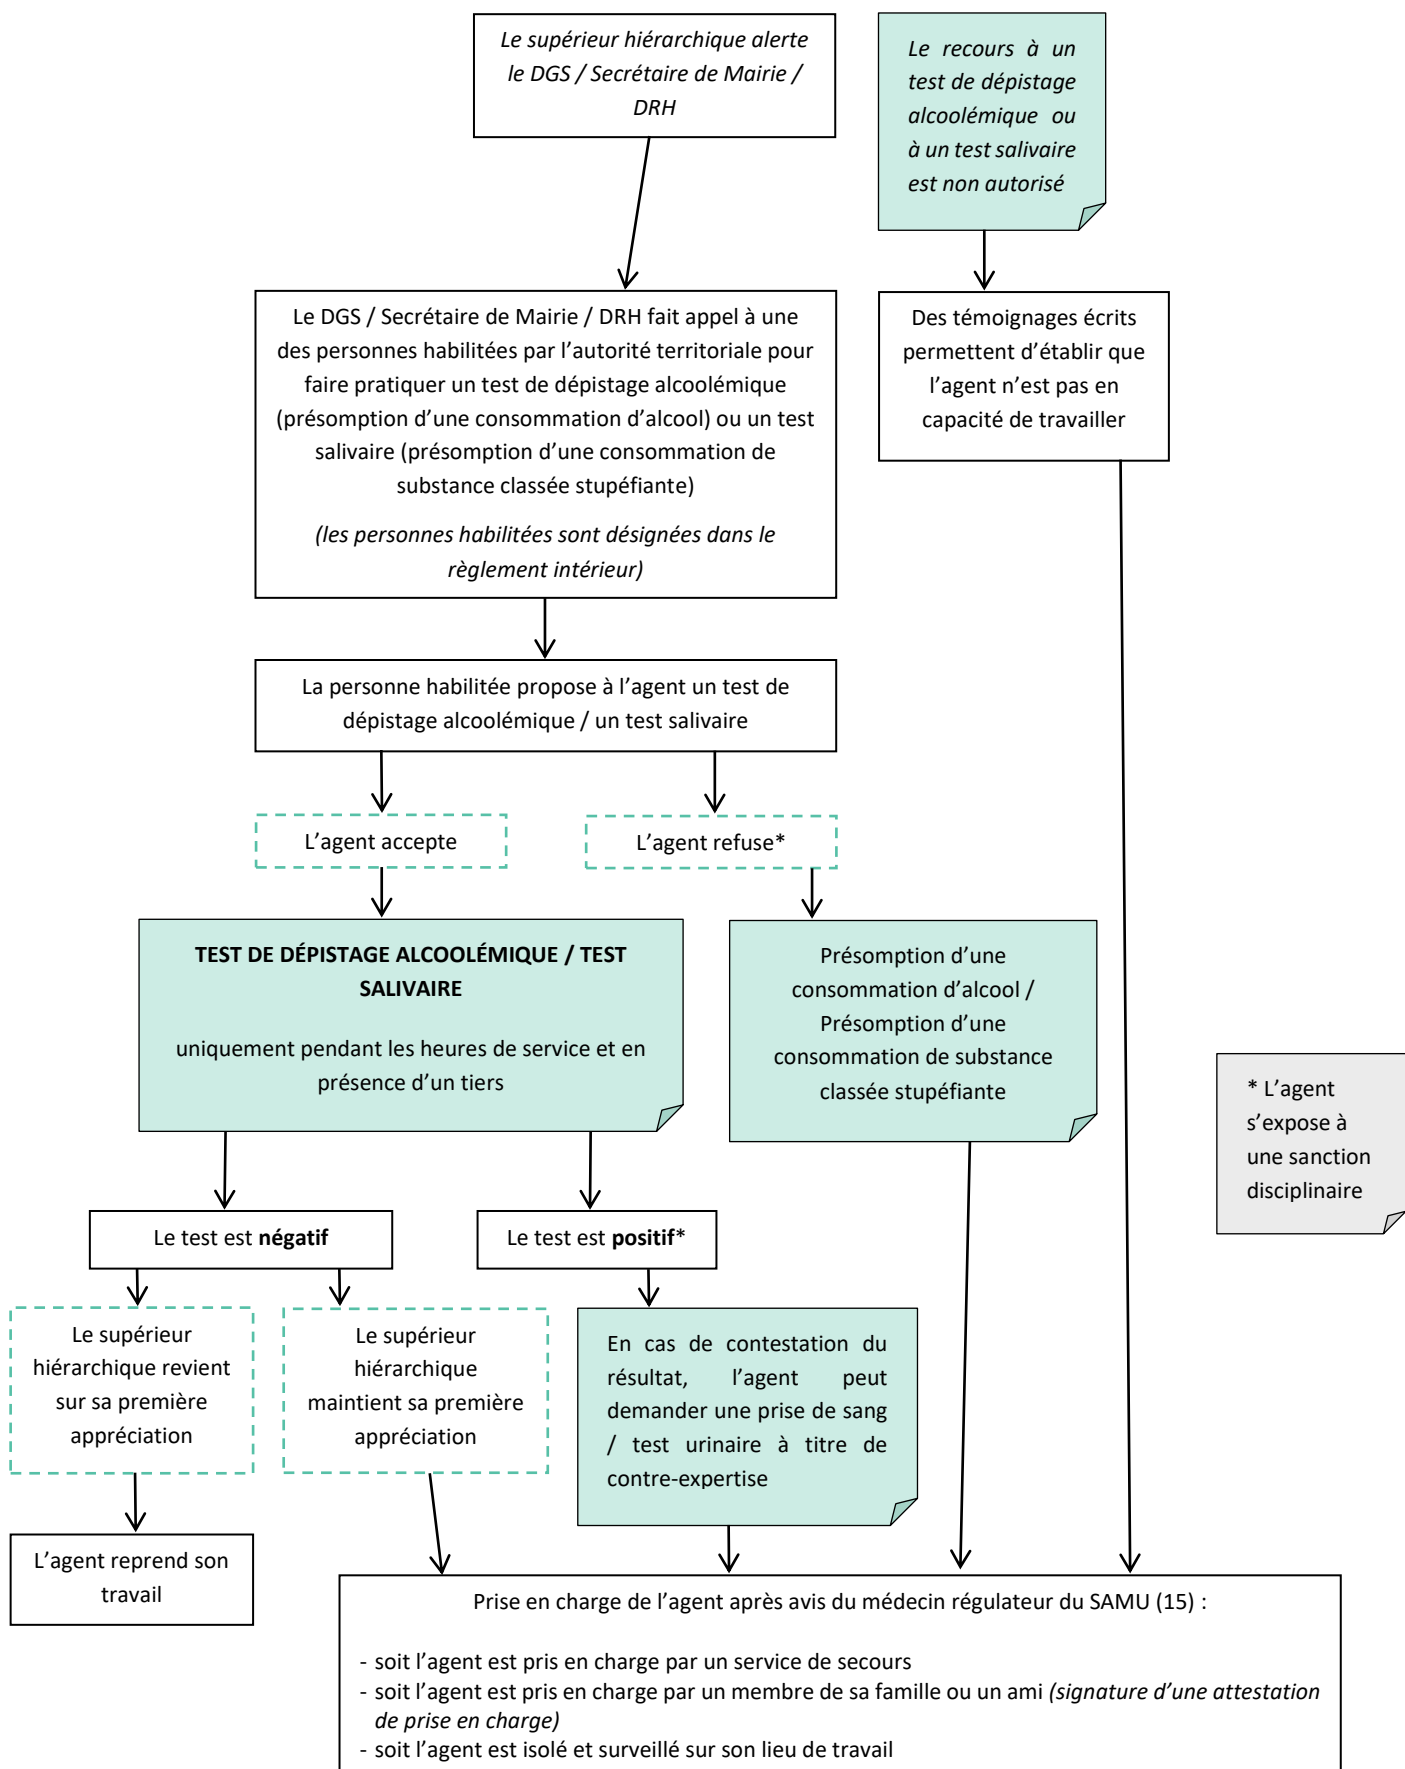 Le supérieur hiérarchique alerte
le DGS / Secrétaire de Mairie /
DRH
Le recours à un
test de dépistage
alcoolémique ou
à un test salivaire
est non autorisé
Le DGS / Secrétaire de Mairie / DRH fait appel à une
des personnes habilitées par l’autorité territoriale pour
faire pratiquer un test de dépistage alcoolémique
(présomption d’une consommation d’alcool) ou un test
salivaire (présomption d’une consommation de
substance classée stupéfiante)
(les personnes habilitées sont désignées dans le
règlement intérieur)
Des témoignages écrits
permettent d’établir que
l’agent n’est pas en
capacité de travailler
La personne habilitée propose à l’agent un test de
dépistage alcoolémique / un test salivaire
L’agent accepte
L’agent refuse*
TEST DE DÉPISTAGE ALCOOLÉMIQUE / TEST
SALIVAIRE
uniquement pendant les heures de service et en
présence d’un tiers
Présomption d’une
consommation d’alcool /
Présomption d’une
consommation de substance
classée stupéfiante
* L’agent
s’expose à
une sanction
disciplinaire
Le test est négatif
Le test est positif*
Le supérieur
hiérarchique revient
sur sa première
appréciation
Le supérieur
hiérarchique
maintient sa première
appréciation
En cas de contestation du
résultat, l’agent peut
demander une prise de sang
/ test urinaire à titre de
contre-expertise
L’agent reprend son
travail
Prise en charge de l’agent après avis du médecin régulateur du SAMU (15) :
- soit l’agent est pris en charge par un service de secours
- soit l’agent est pris en charge par un membre de sa famille ou un ami (signature d’une attestation
de prise en charge)
- soit l’agent est isolé et surveillé sur son lieu de travail